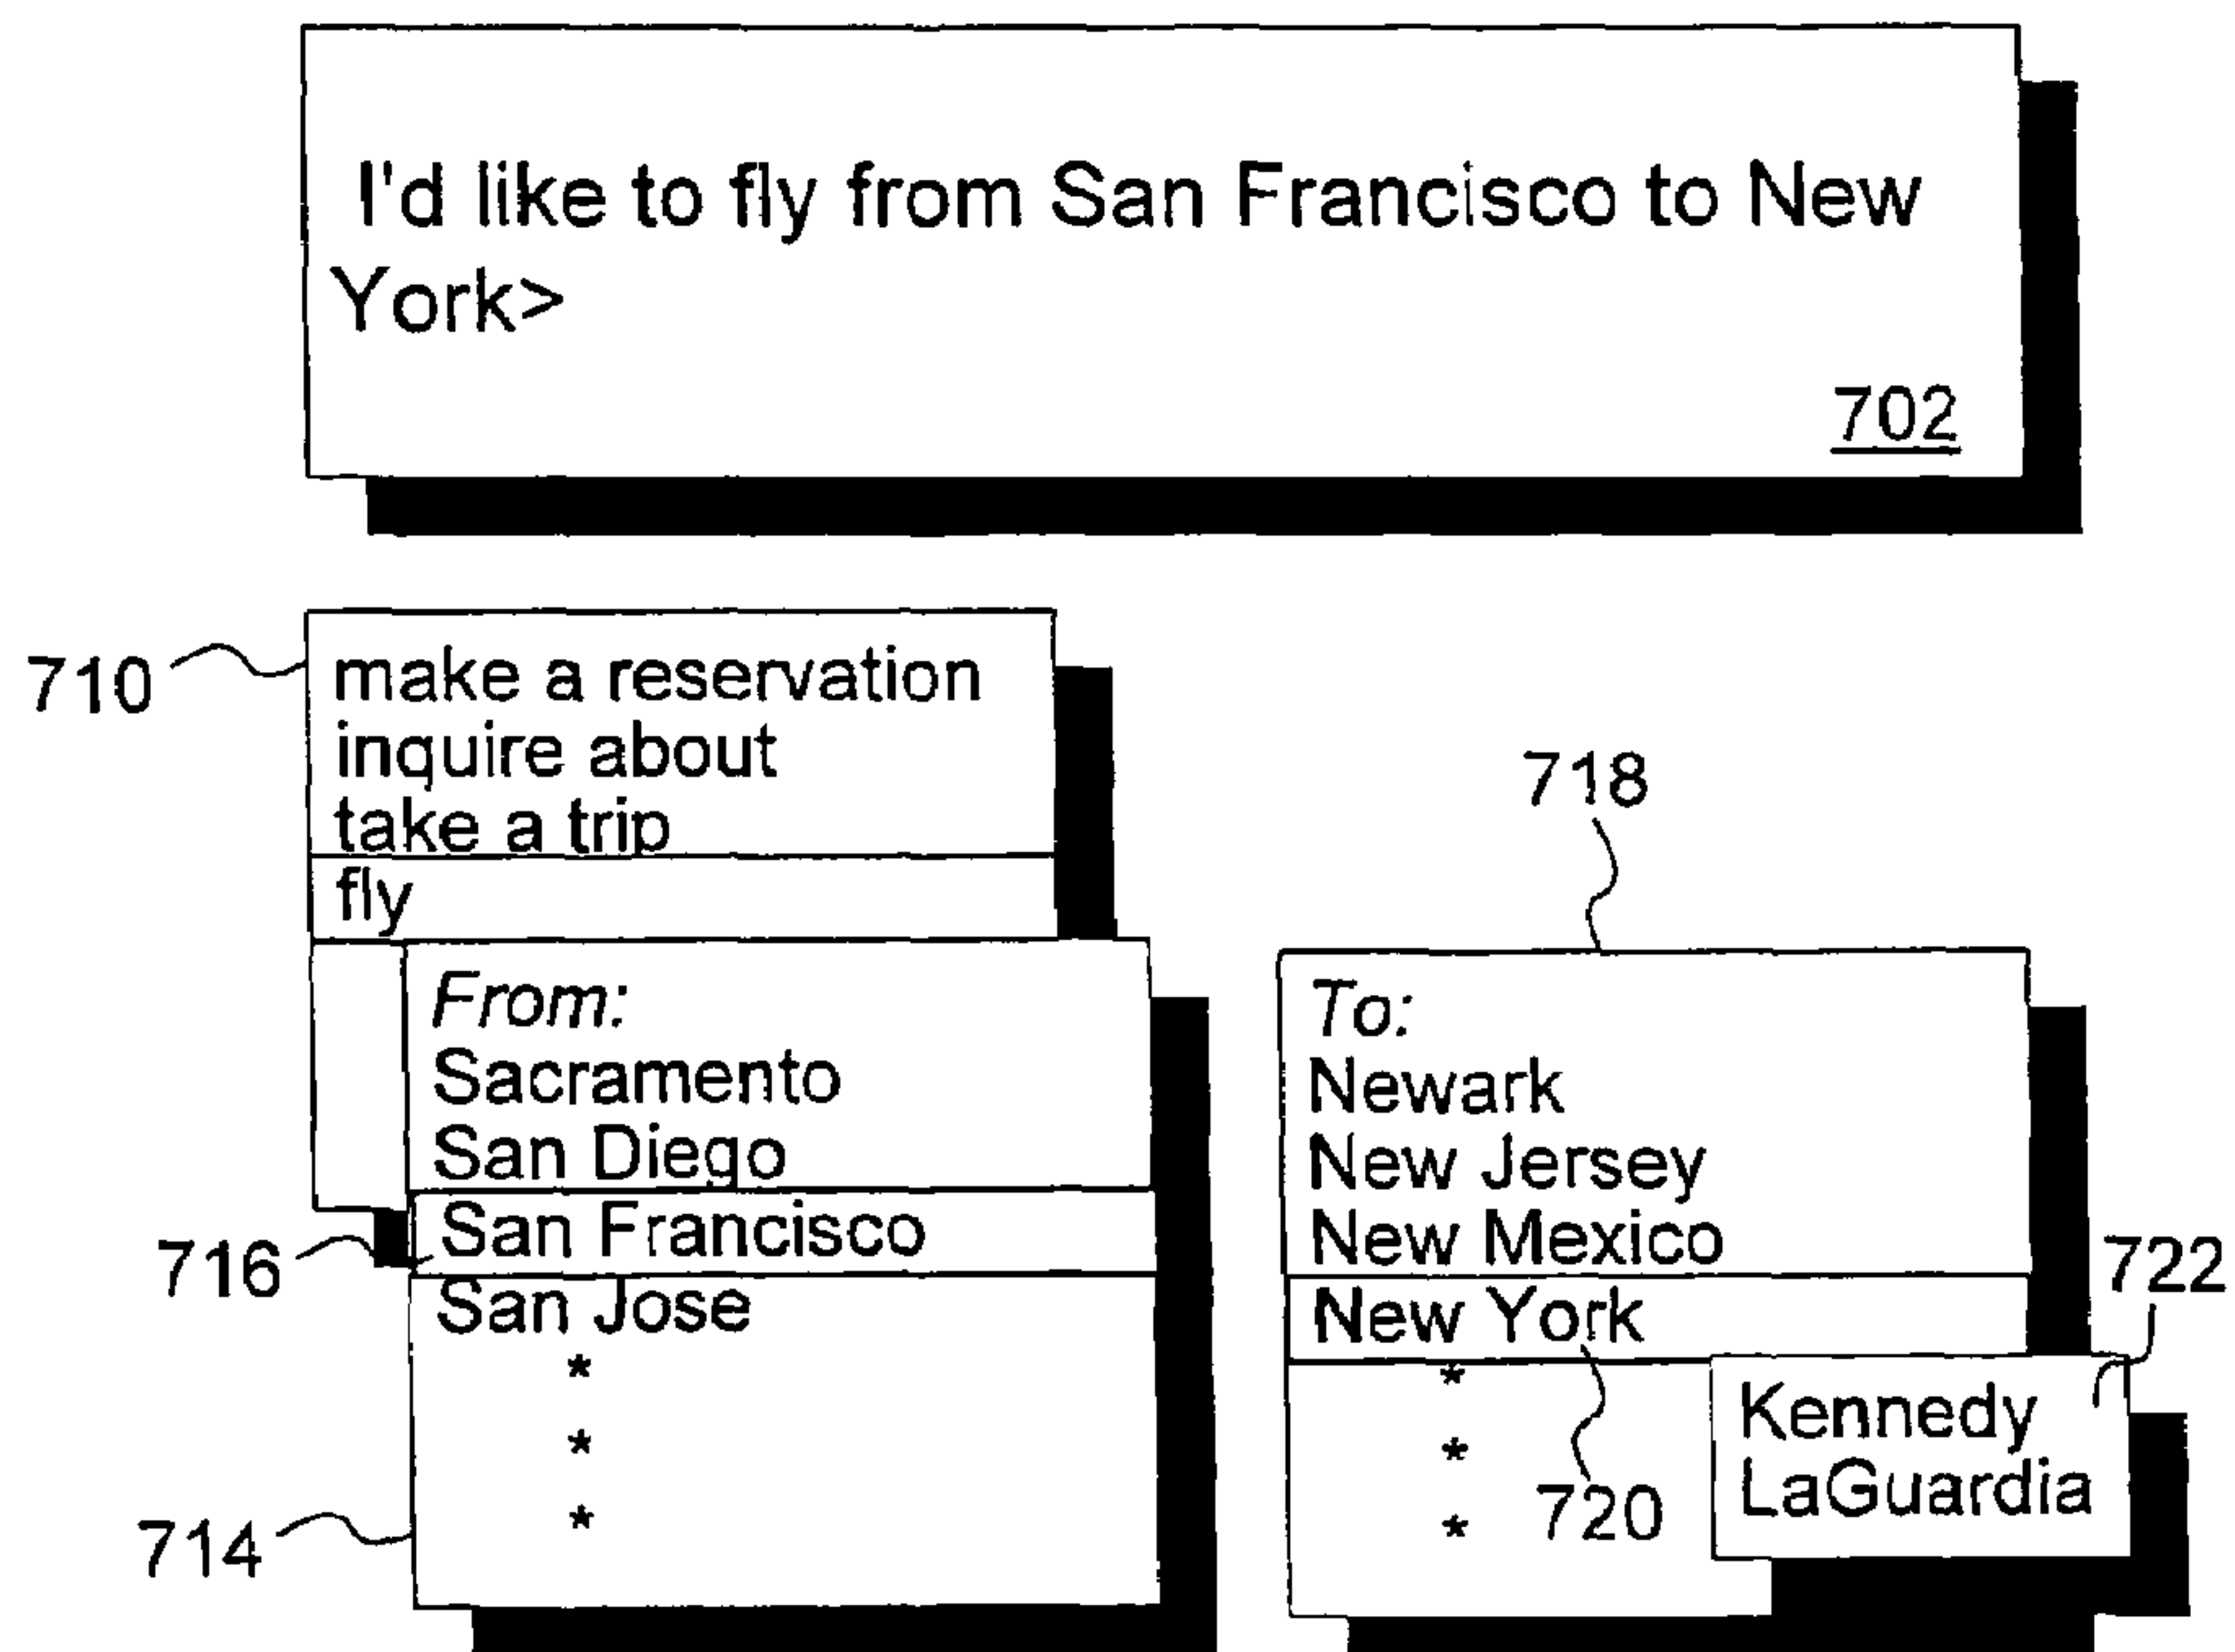 I'd like to fly from San Francisco to New
York>
702
710
make a reservation
inquire about
take a trip
fly
718
From:
Sacramento
San Diego
716
San Francisco
San Jose
*
*
*
714
To:
Newark
New Jersey
New Mexico
722
New York
*
*
*
720
Kennedy
LaGuardia